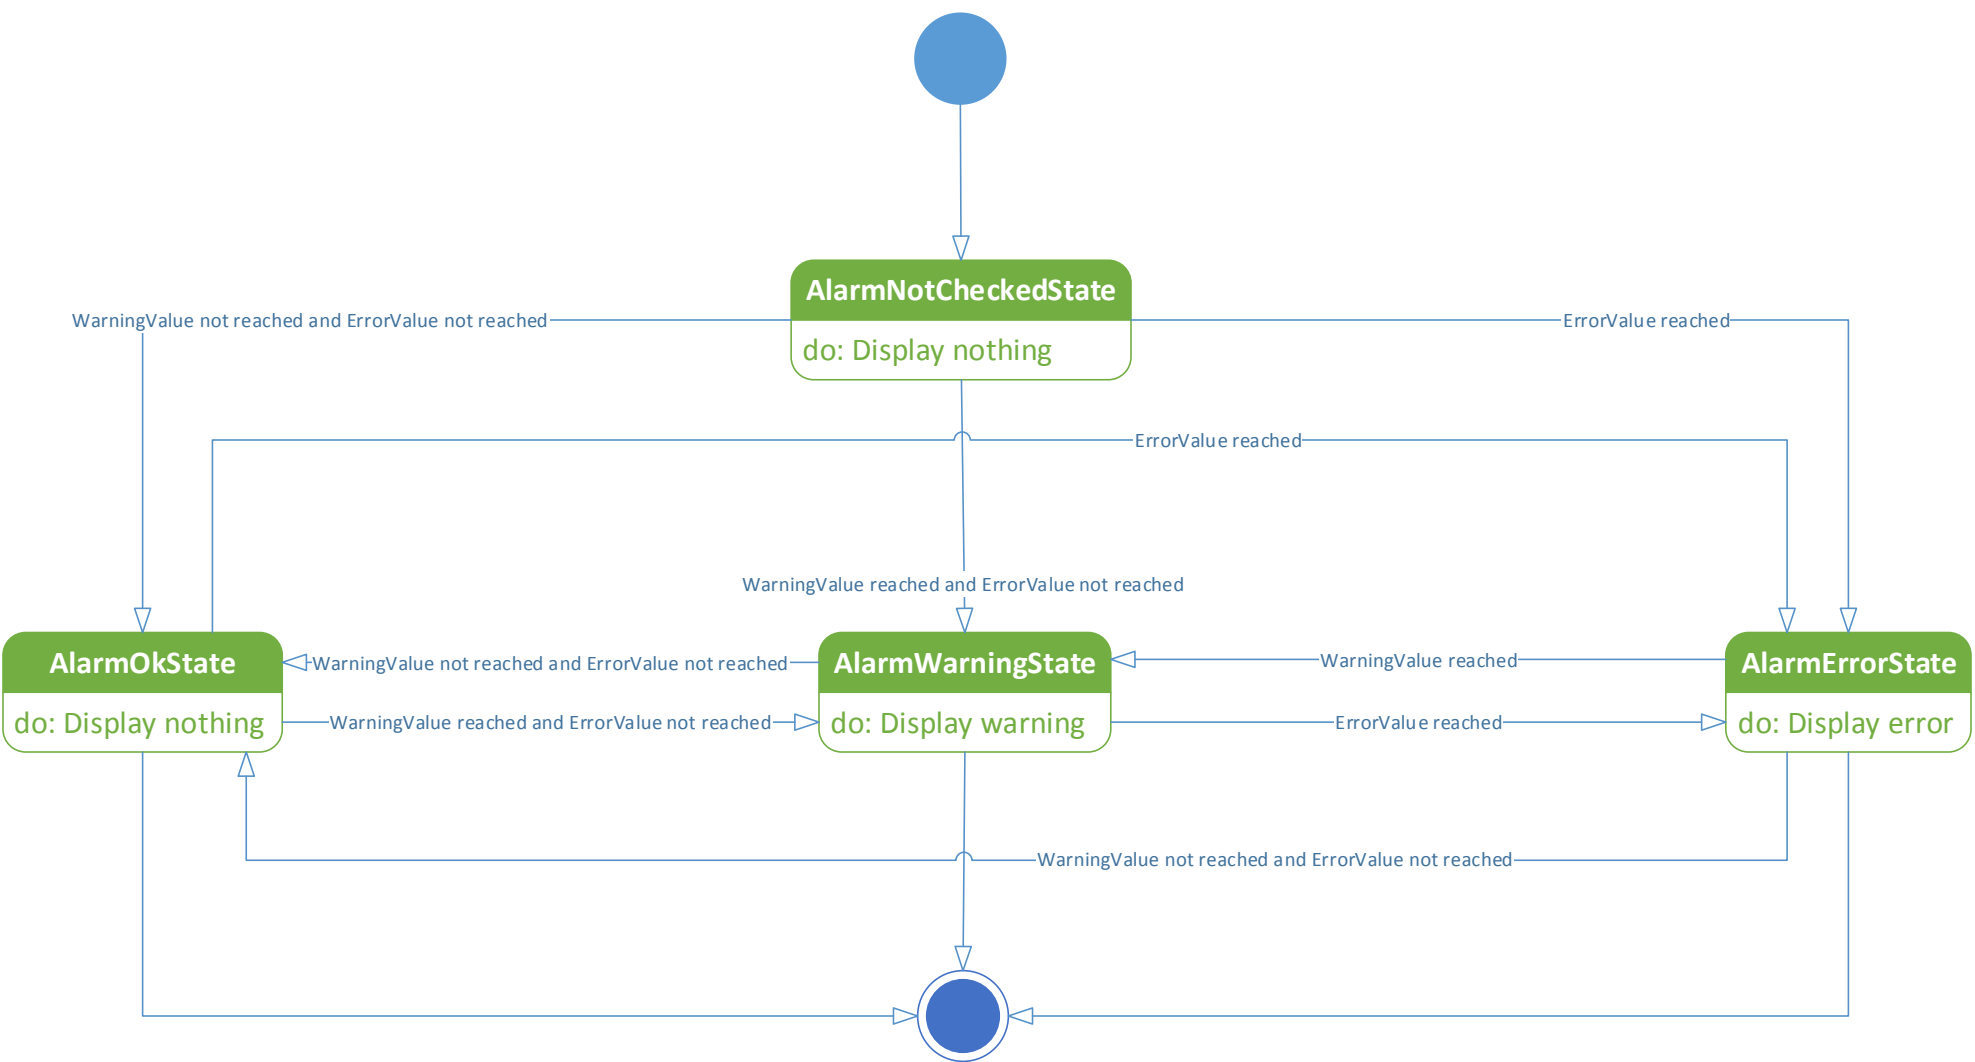 AlarmNotCheckedState
WarningValue not reached and ErrorValue not reached
ErrorValue reached
do: Display nothing
ErrorValue reached
WarningValue reached and ErrorValue not reached
AlarmOkState
WarningValue not reached and ErrorValue not reached
AlarmWarningState
WarningValue reached
AlarmErrorState
do: Display nothing
WarningValue reached and ErrorValue not reached
do: Display warning
ErrorValue reached
do: Display error
WarningValue not reached and ErrorValue not reached